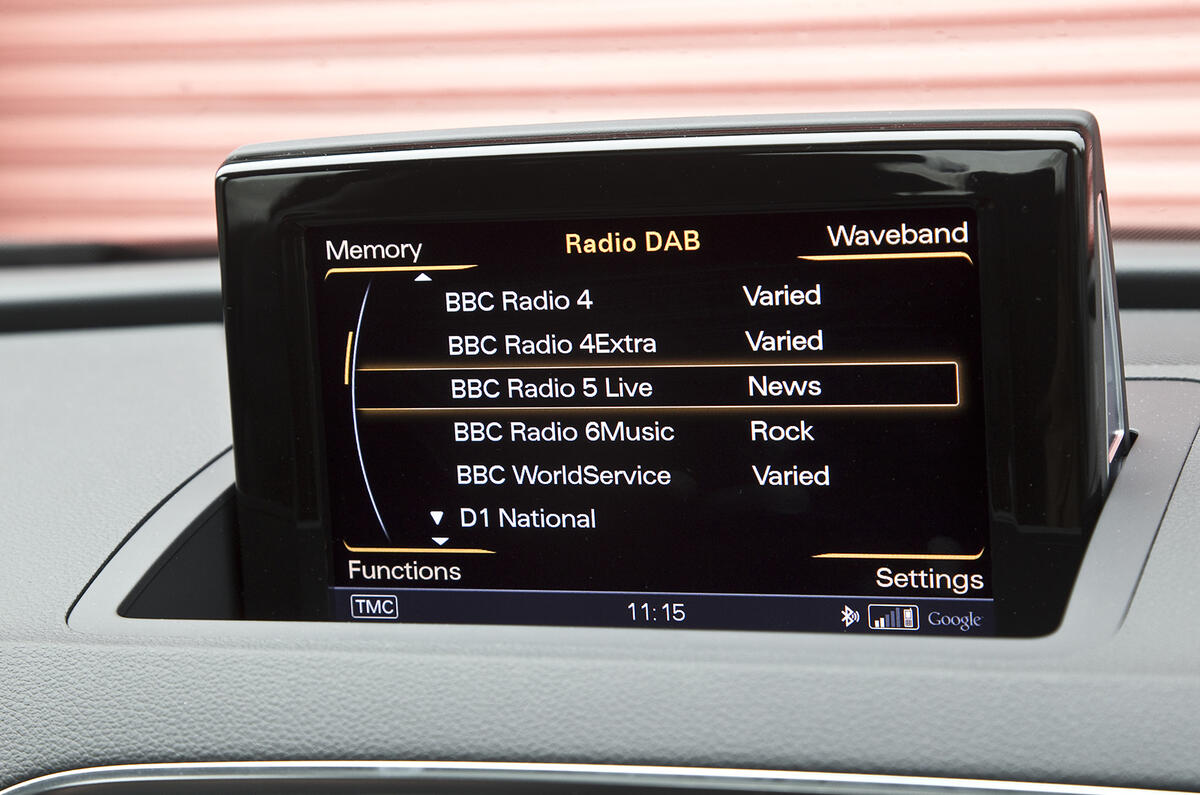 Memory Radio DAB Waveband
BBC Radio 4 Varied
BBC Radio 4Extra Varied
BBC Radio 5 Live News
BBC Radio 6Music Rock
BBC WorldService Varied
D1 National
Functions Settings
TMC 11:15 Google